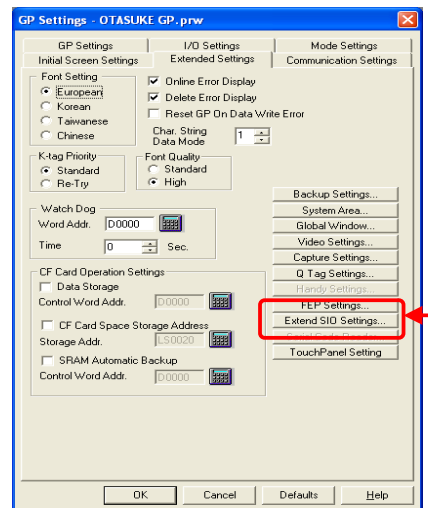 GP Settings - OTASUKE GP.prw
GP Settings I/O Settings Mode Settings
Initial Screen Settings Extended Settings Communication Settings
Font Setting
European
Korean
Taiwanese
Chinese
Online Error Display
Delete Error Display
Reset GP On Data Write Error
Char. String
Data Mode 1
K-tag Priority
Standard
Re-Try
Font Quality
Standard
High
Watch Dog
Word Addr. D0000
Time 0 Sec.
CF Card Operation Settings
Data Storage
Control Word Addr. D0000
CF Card Space Storage Address
Storage Addr. LS0020
SRAM Automatic Backup
Control Word Addr. D0000
Backup Settings...
System Area...
Global Window...
Video Settings...
Capture Settings...
Q Tag Settings...
Handy Settings...
FEP Settings...
Extend SIO Settings...
TouchPanel Setting
OK Cancel Defaults Help